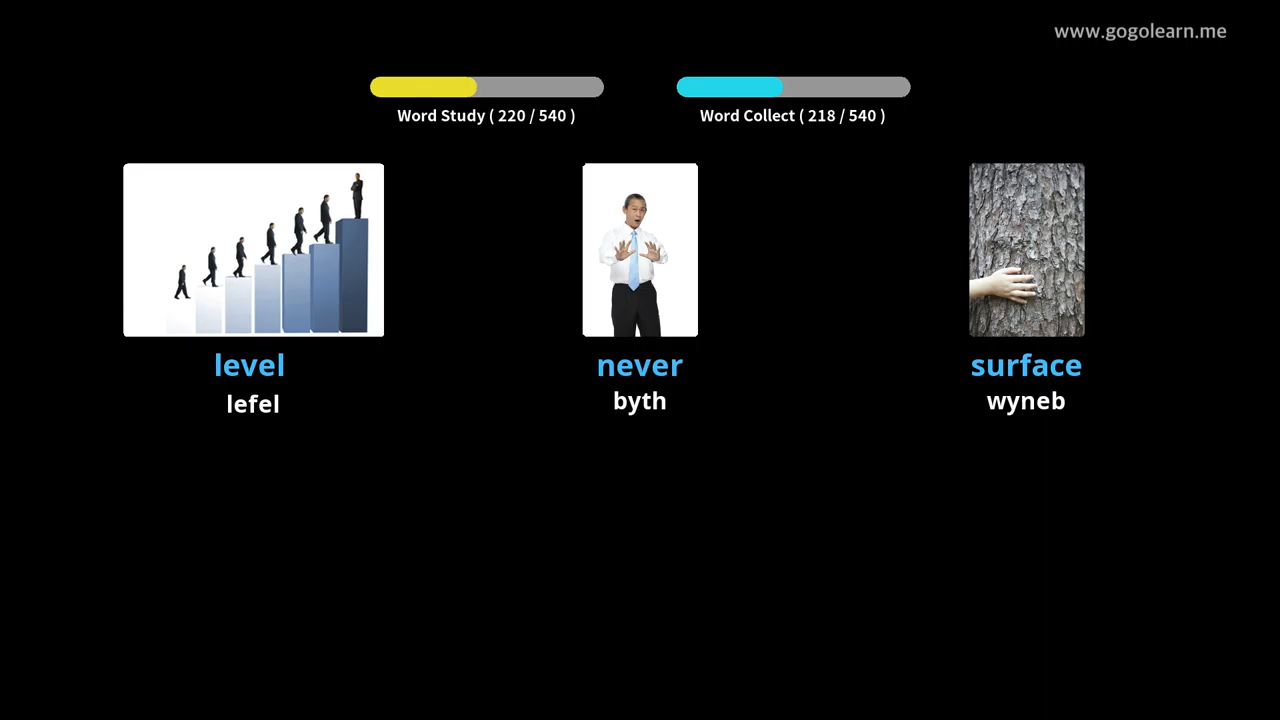 www.gogolearn.me
Word Study ( 220 / 540 )
Word Collect ( 218 / 540 )
level
lefel
never
byth
surface
wyneb